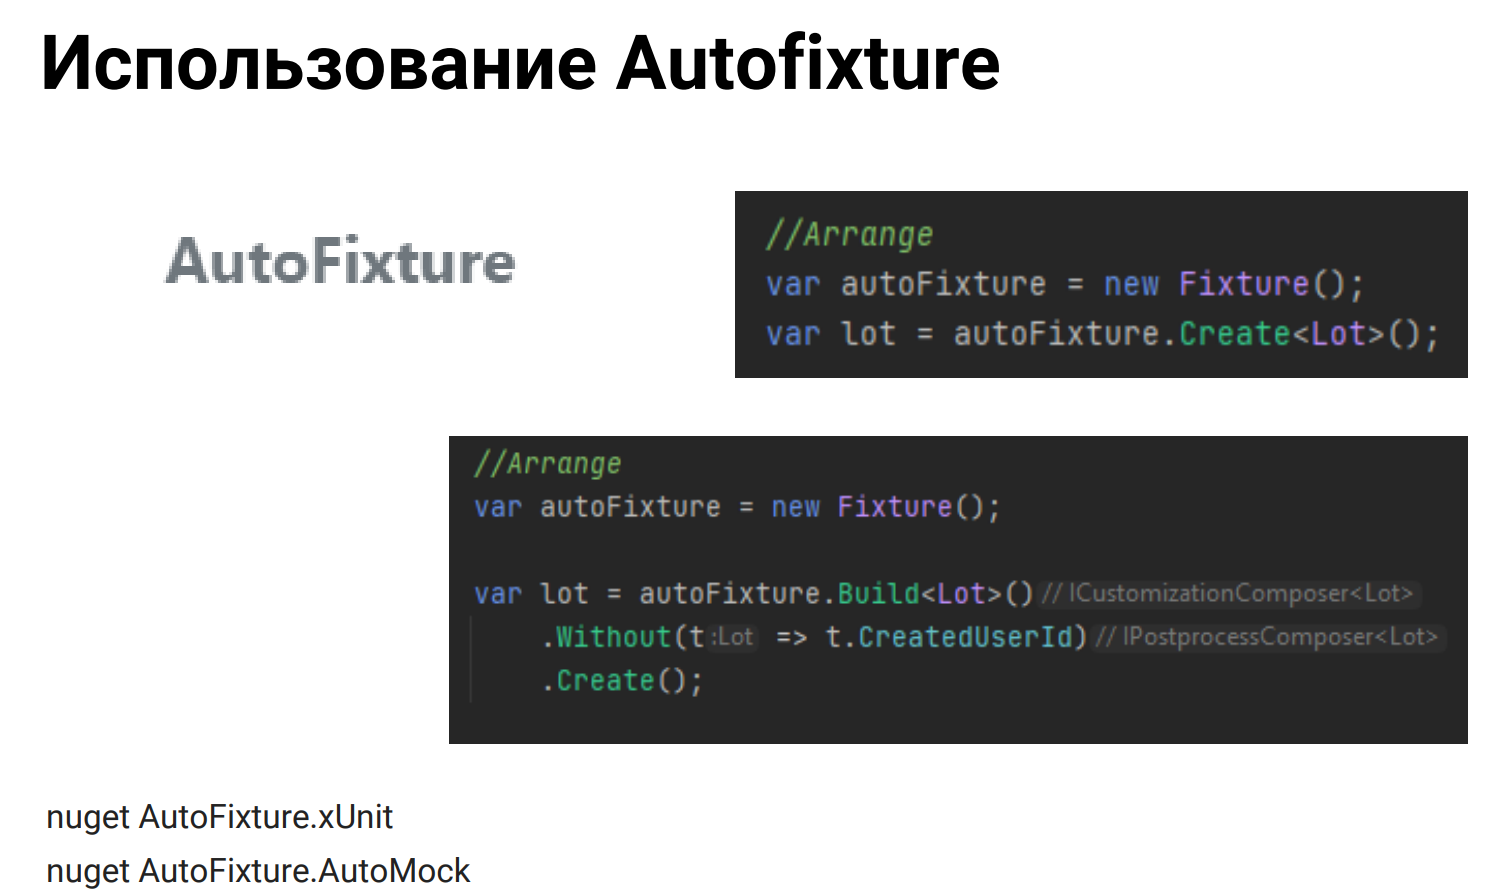 Использование Autofixture
AutoFixture
//Arrange
var autoFixture = new Fixture();
var lot = autoFixture.Create<Lot>();
//Arrange
var autoFixture = new Fixture();
var lot = autoFixture.Build<Lot>() // ICustomizationComposer<Lot>
.Without(t :Lot => t.CreatedUserId) // IPostprocessComposer<Lot>
.Create();
nuget AutoFixture.xUnit
nuget AutoFixture.AutoMock